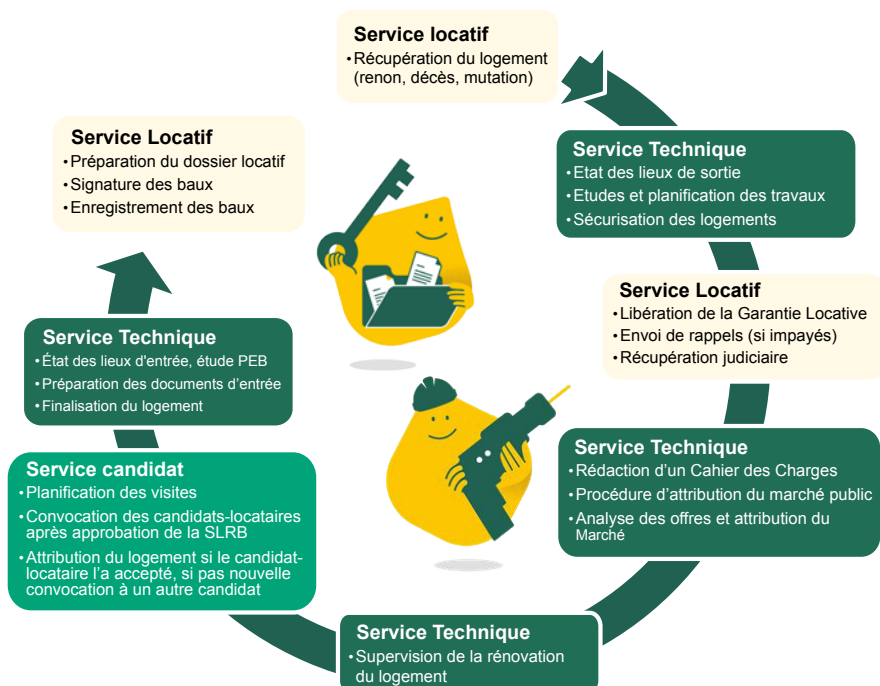 Service locatif
•Récupération du logement
(renon, décès, mutation)
Service Technique
•Etat des lieux de sortie
•Etudes et planification des travaux
•Sécurisation des logements
Service Locatif
•Libération de la Garantie Locative
•Envoi de rappels (si impayés)
•Récupération judiciaire
Service Technique
•Rédaction d'un Cahier des Charges
•Procédure d'attribution du marché public
•Analyse des offres et attribution du
Marché
Service Technique
•Supervision de la rénovation
du logement
Service candidat
•Planification des visites
•Convocation des candidats-locataires
après approbation de la SLRB
•Attribution du logement si le candidat-
locataire l'a accepté, si pas nouvelle
convocation à un autre candidat
Service Technique
•État des lieux d'entrée, étude PEB
•Préparation des documents d'entrée
•Finalisation du logement
Service Locatif
•Préparation du dossier locatif
•Signature des baux
•Enregistrement des baux